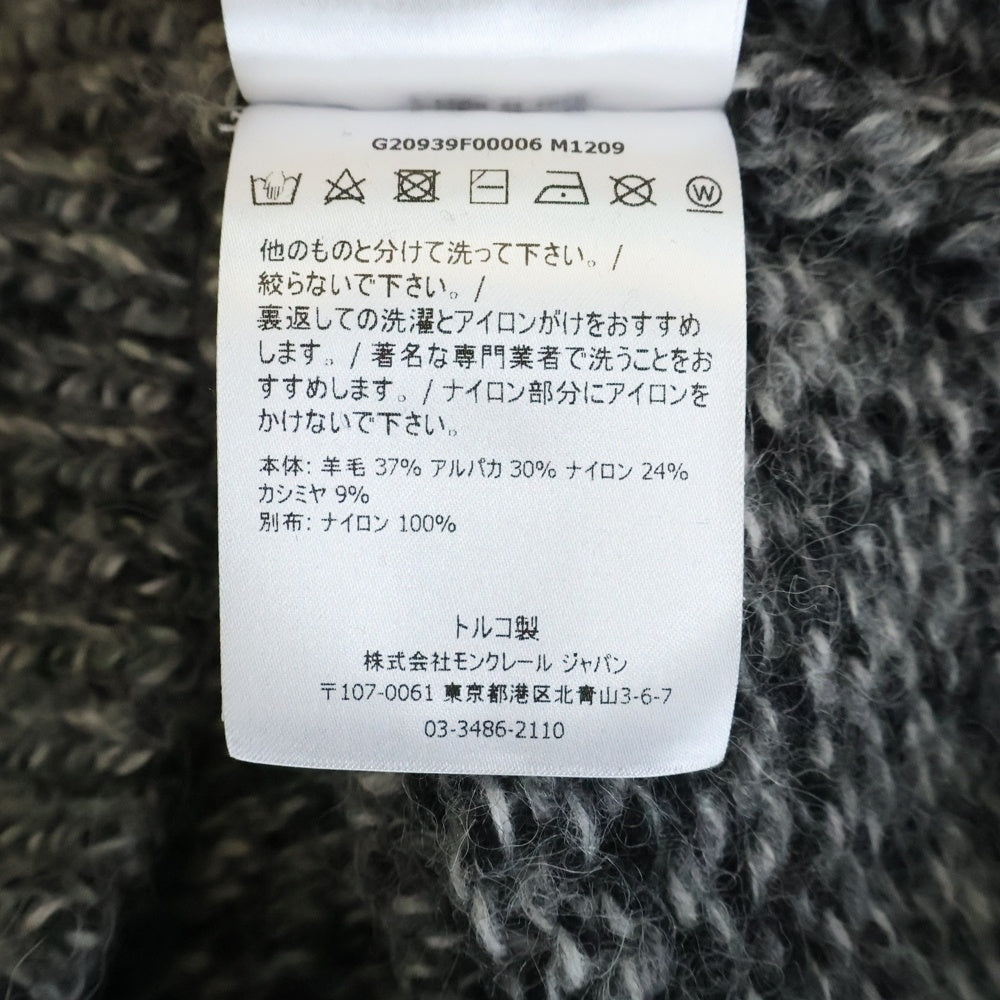 G20939F00006 M1209
W
他のものと分けて洗って下さい。/
絞らないで下さい。/
裏返しての洗濯とアイロンがけをおすすめ
します。/ 著名な専門業者で洗うことをお
すすめします。/ ナイロン部分にアイロンを
かけないで下さい。
本体: 羊毛 37% アルパカ 30% ナイロン 24%
カシミヤ 9%
別布: ナイロン 100%
トルコ製
株式会社モンクレール ジャパン
〒107-0061 東京都港区北青山3-6-7
03-3486-2110